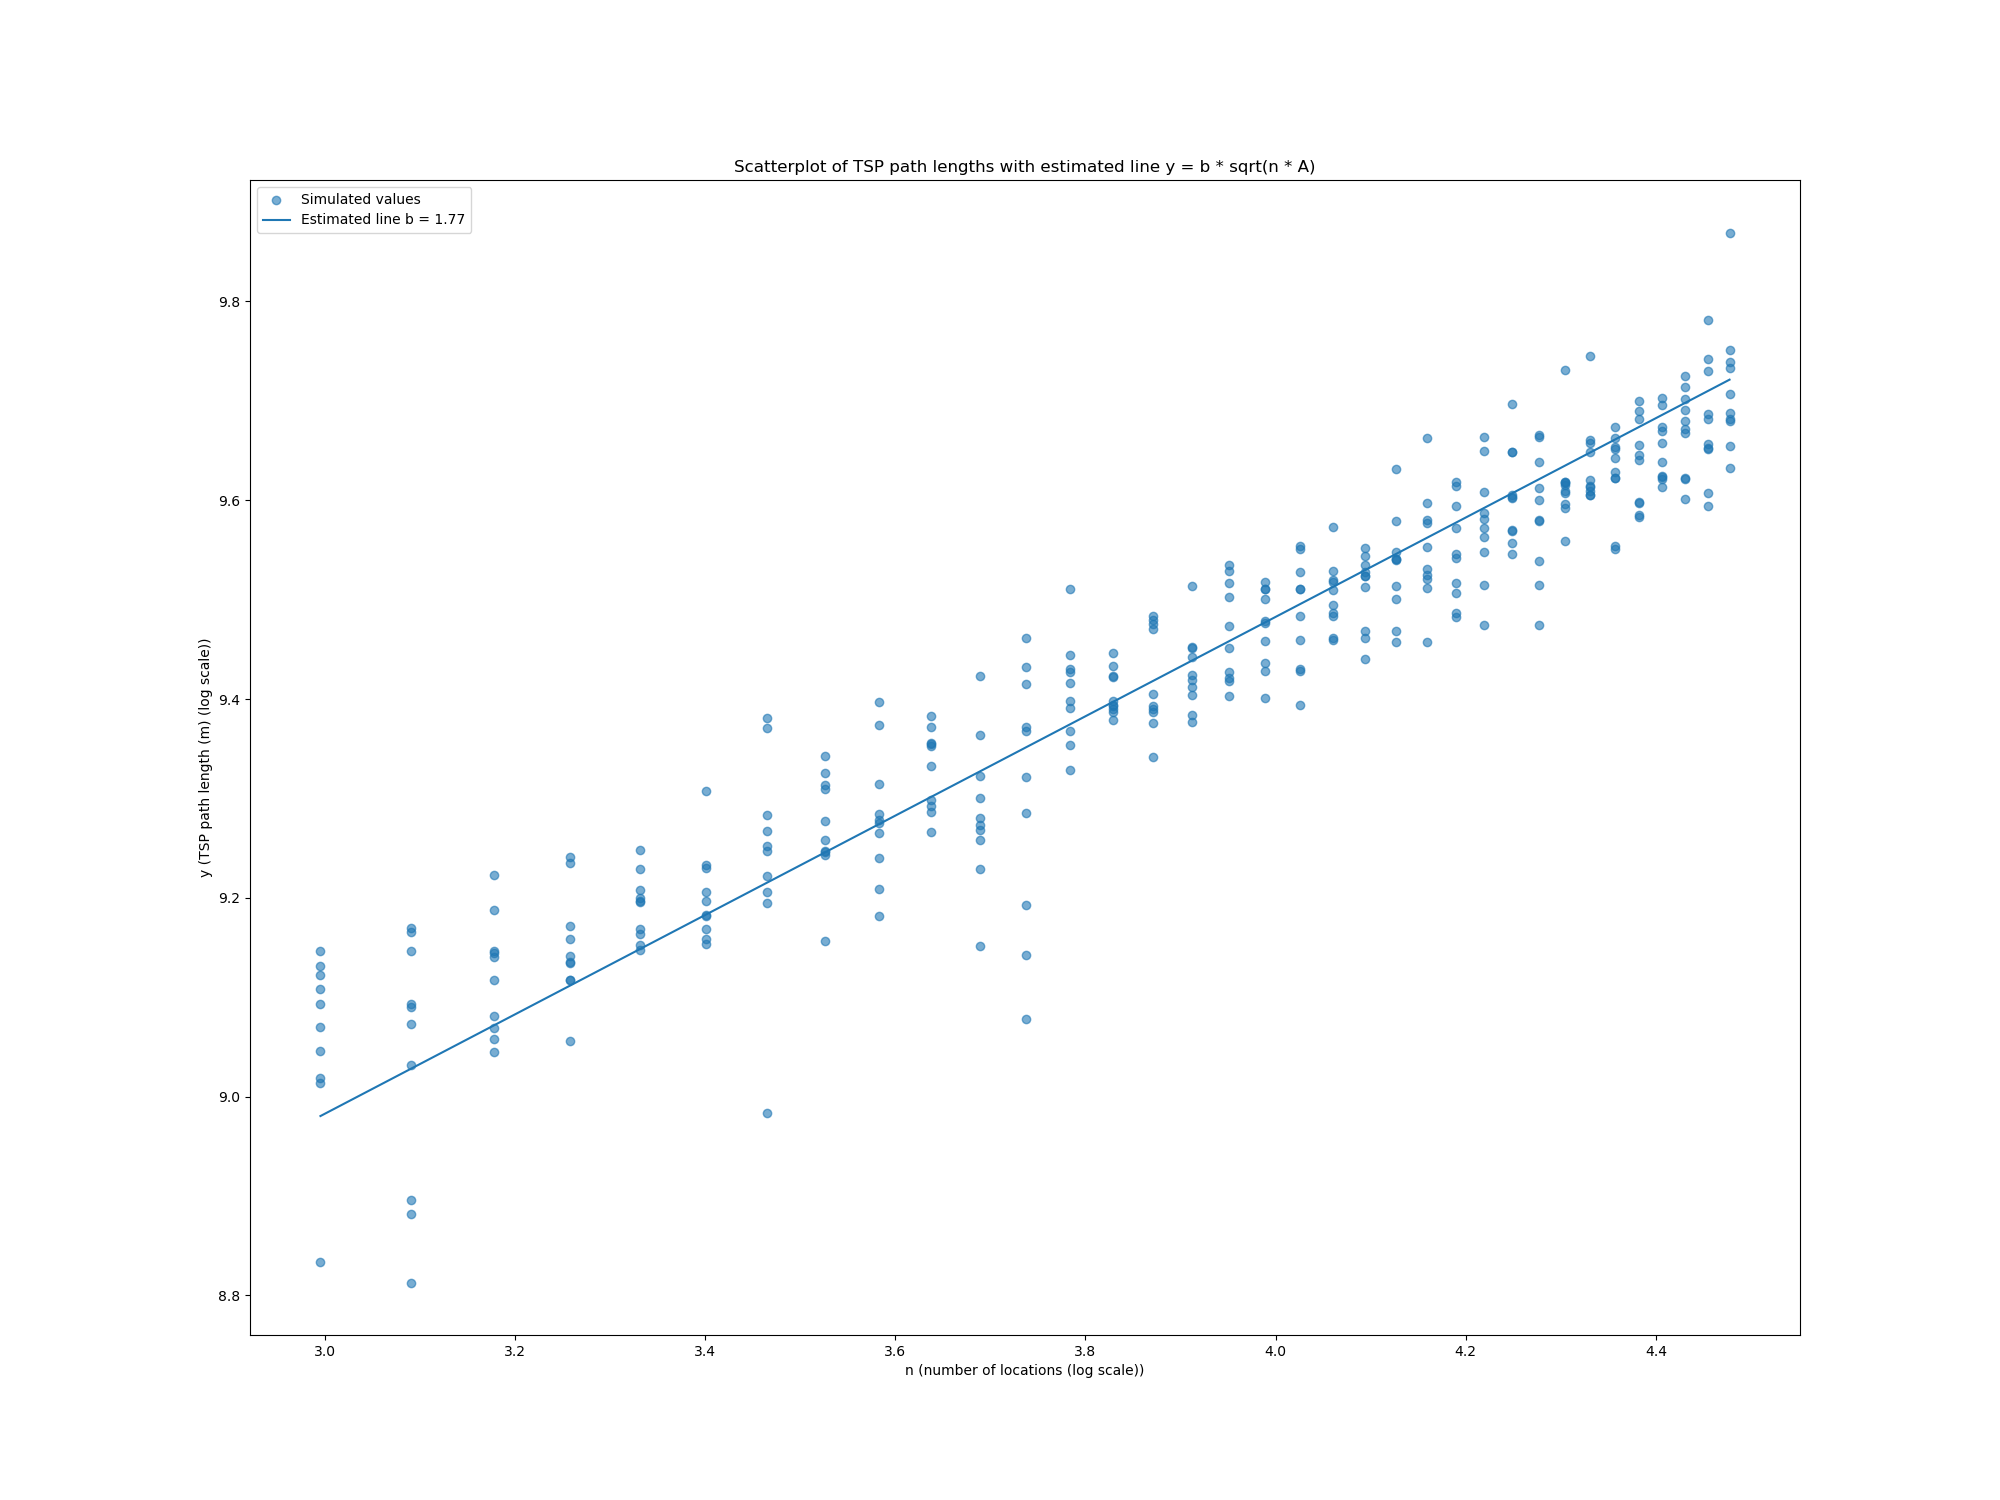 Scatterplot of TSP path lengths with estimated line y = b * sqrt(n * A)
Simulated values
Estimated line b = 1.77
9.8
9.6
9.4
9.2
9.0
8.8
y (TSP path length (m) (log scale))
3.0 3.2 3.4 3.6 3.8 4.0 4.2 4.4
n (number of locations (log scale))